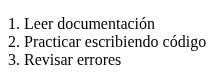 1. Leer documentación
2. Practicar escribiendo código
3. Revisar errores